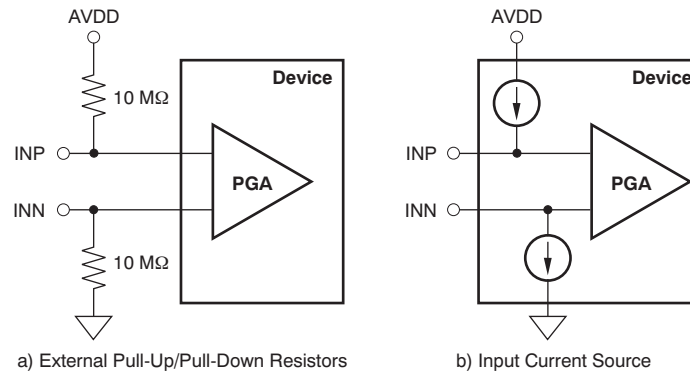 AVDD
Device
10 MΩ
INP
PGA
INN
10 MΩ
a) External Pull-Up/Pull-Down Resistors
AVDD
Device
INP
PGA
INN
b) Input Current Source